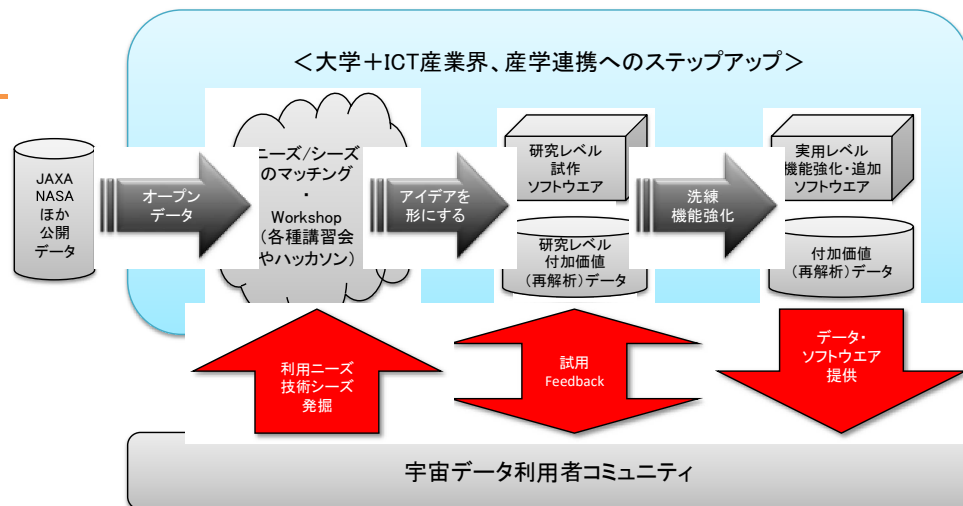 ＜大学＋ICT産業界、産学連携へのステップアップ＞
JAXA
NASA
ほか
公開
データ
オープン
データ
ニーズ/シーズ
のマッチング
・
Workshop
（各種講習会
やハッカソン）
アイデアを
形にする
研究レベル
試作
ソフトウエア
研究レベル
付加価値
（再解析）データ
洗練
機能強化
実用レベル
機能強化・追加
ソフトウエア
付加価値
（再解析）データ
利用ニーズ
技術シーズ
発掘
試用
Feedback
データ・
ソフトウエア
提供
宇宙データ利用者コミュニティ